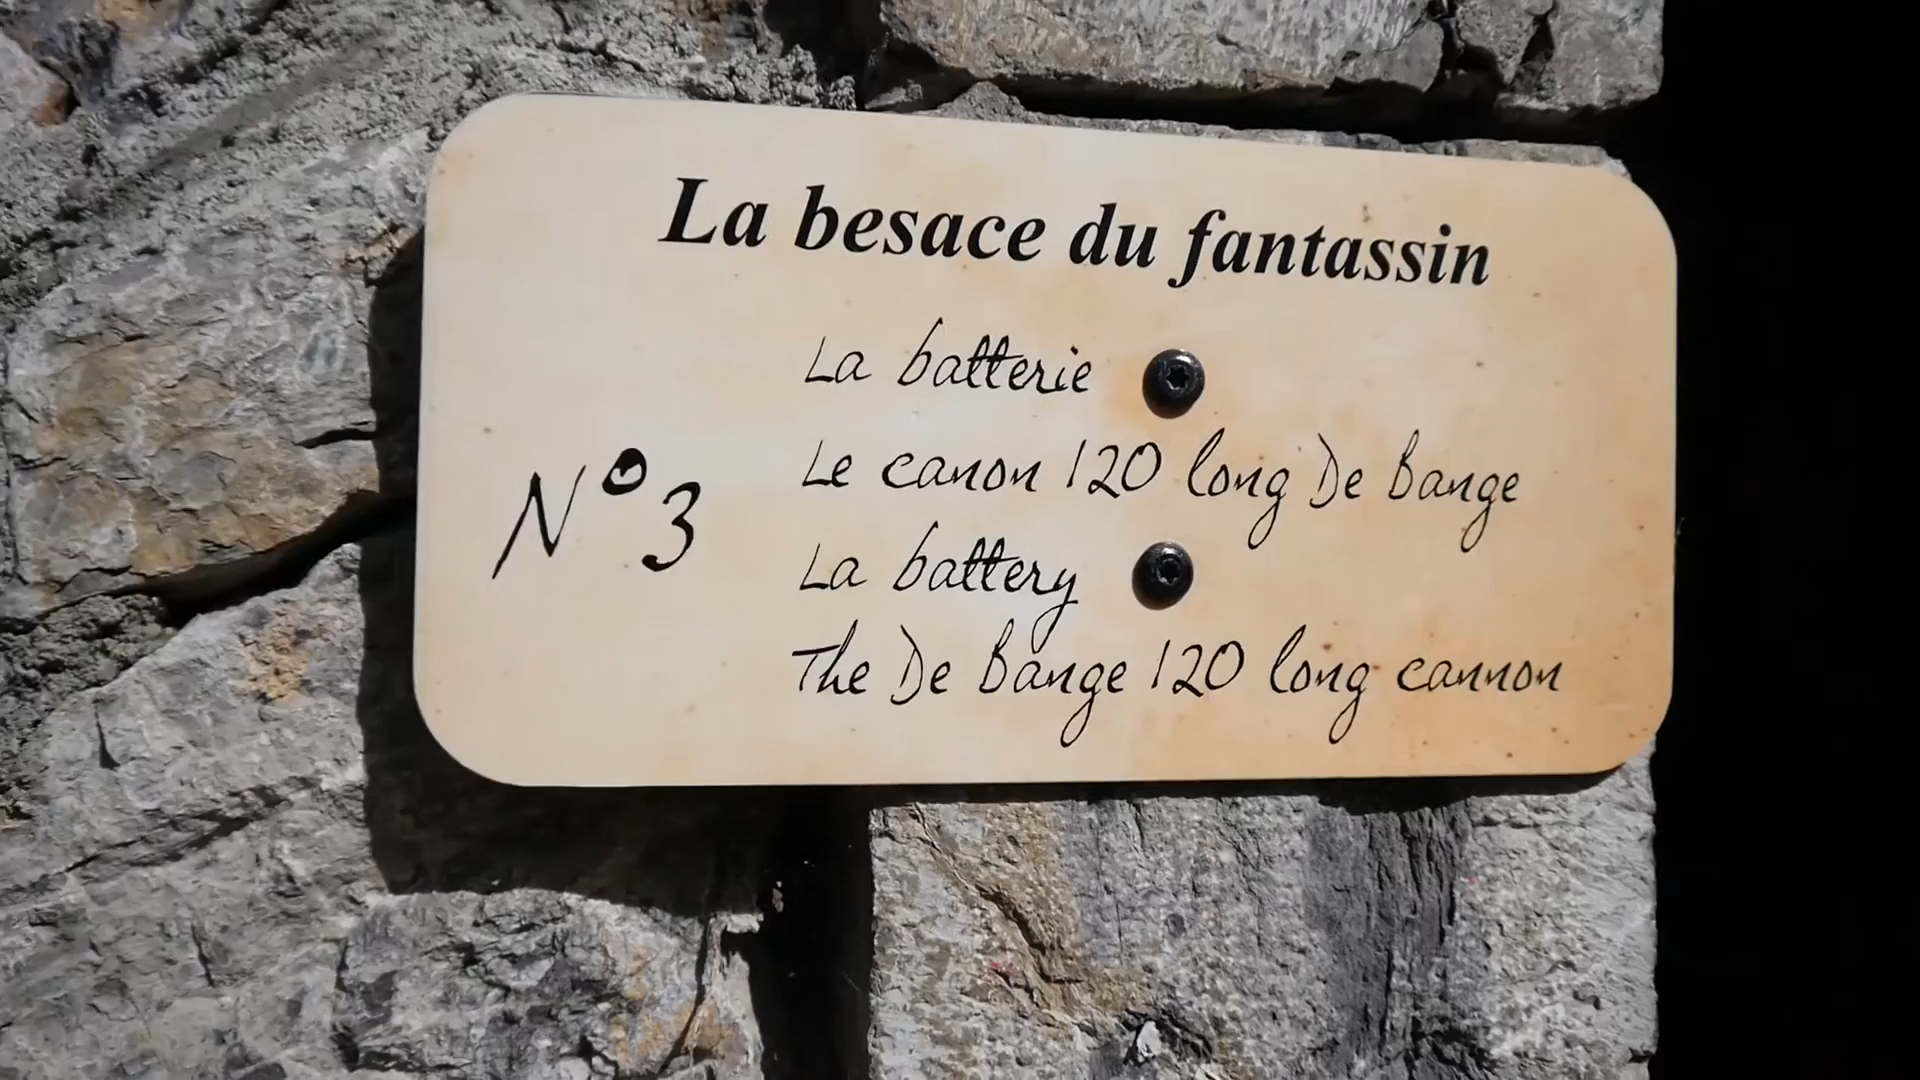 La besace du fantassin
N°3
La batterie
Le canon 120 long De Bange
La battery
The De Bange 120 long cannon